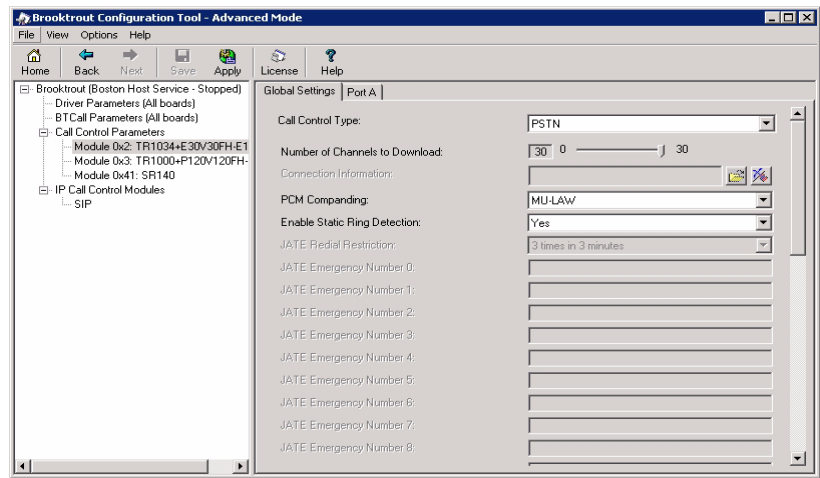 Brooktrout Configuration Tool - Advanced Mode
File View Options Help
Home Back Next Save Apply License Help
Brooktrout (Boston Host Service - Stopped)
Driver Parameters (All boards)
BTCall Parameters (All boards)
Call Control Parameters
Module 0x2: TR1034+E30V30FH-E1
Module 0x3: TR1000+P120V120FH-
Module 0x41: SR140
IP Call Control Modules
SIP
Global Settings Port A
Call Control Type: PSTN
Number of Channels to Download: 30 0 30
Connection Information:
PCM Companding: MU-LAW
Enable Static Ring Detection: Yes
JATE Redial Restriction: 3 times in 3 minutes
JATE Emergency Number 0:
JATE Emergency Number 1:
JATE Emergency Number 2:
JATE Emergency Number 3:
JATE Emergency Number 4:
JATE Emergency Number 5:
JATE Emergency Number 6:
JATE Emergency Number 7:
JATE Emergency Number 8: